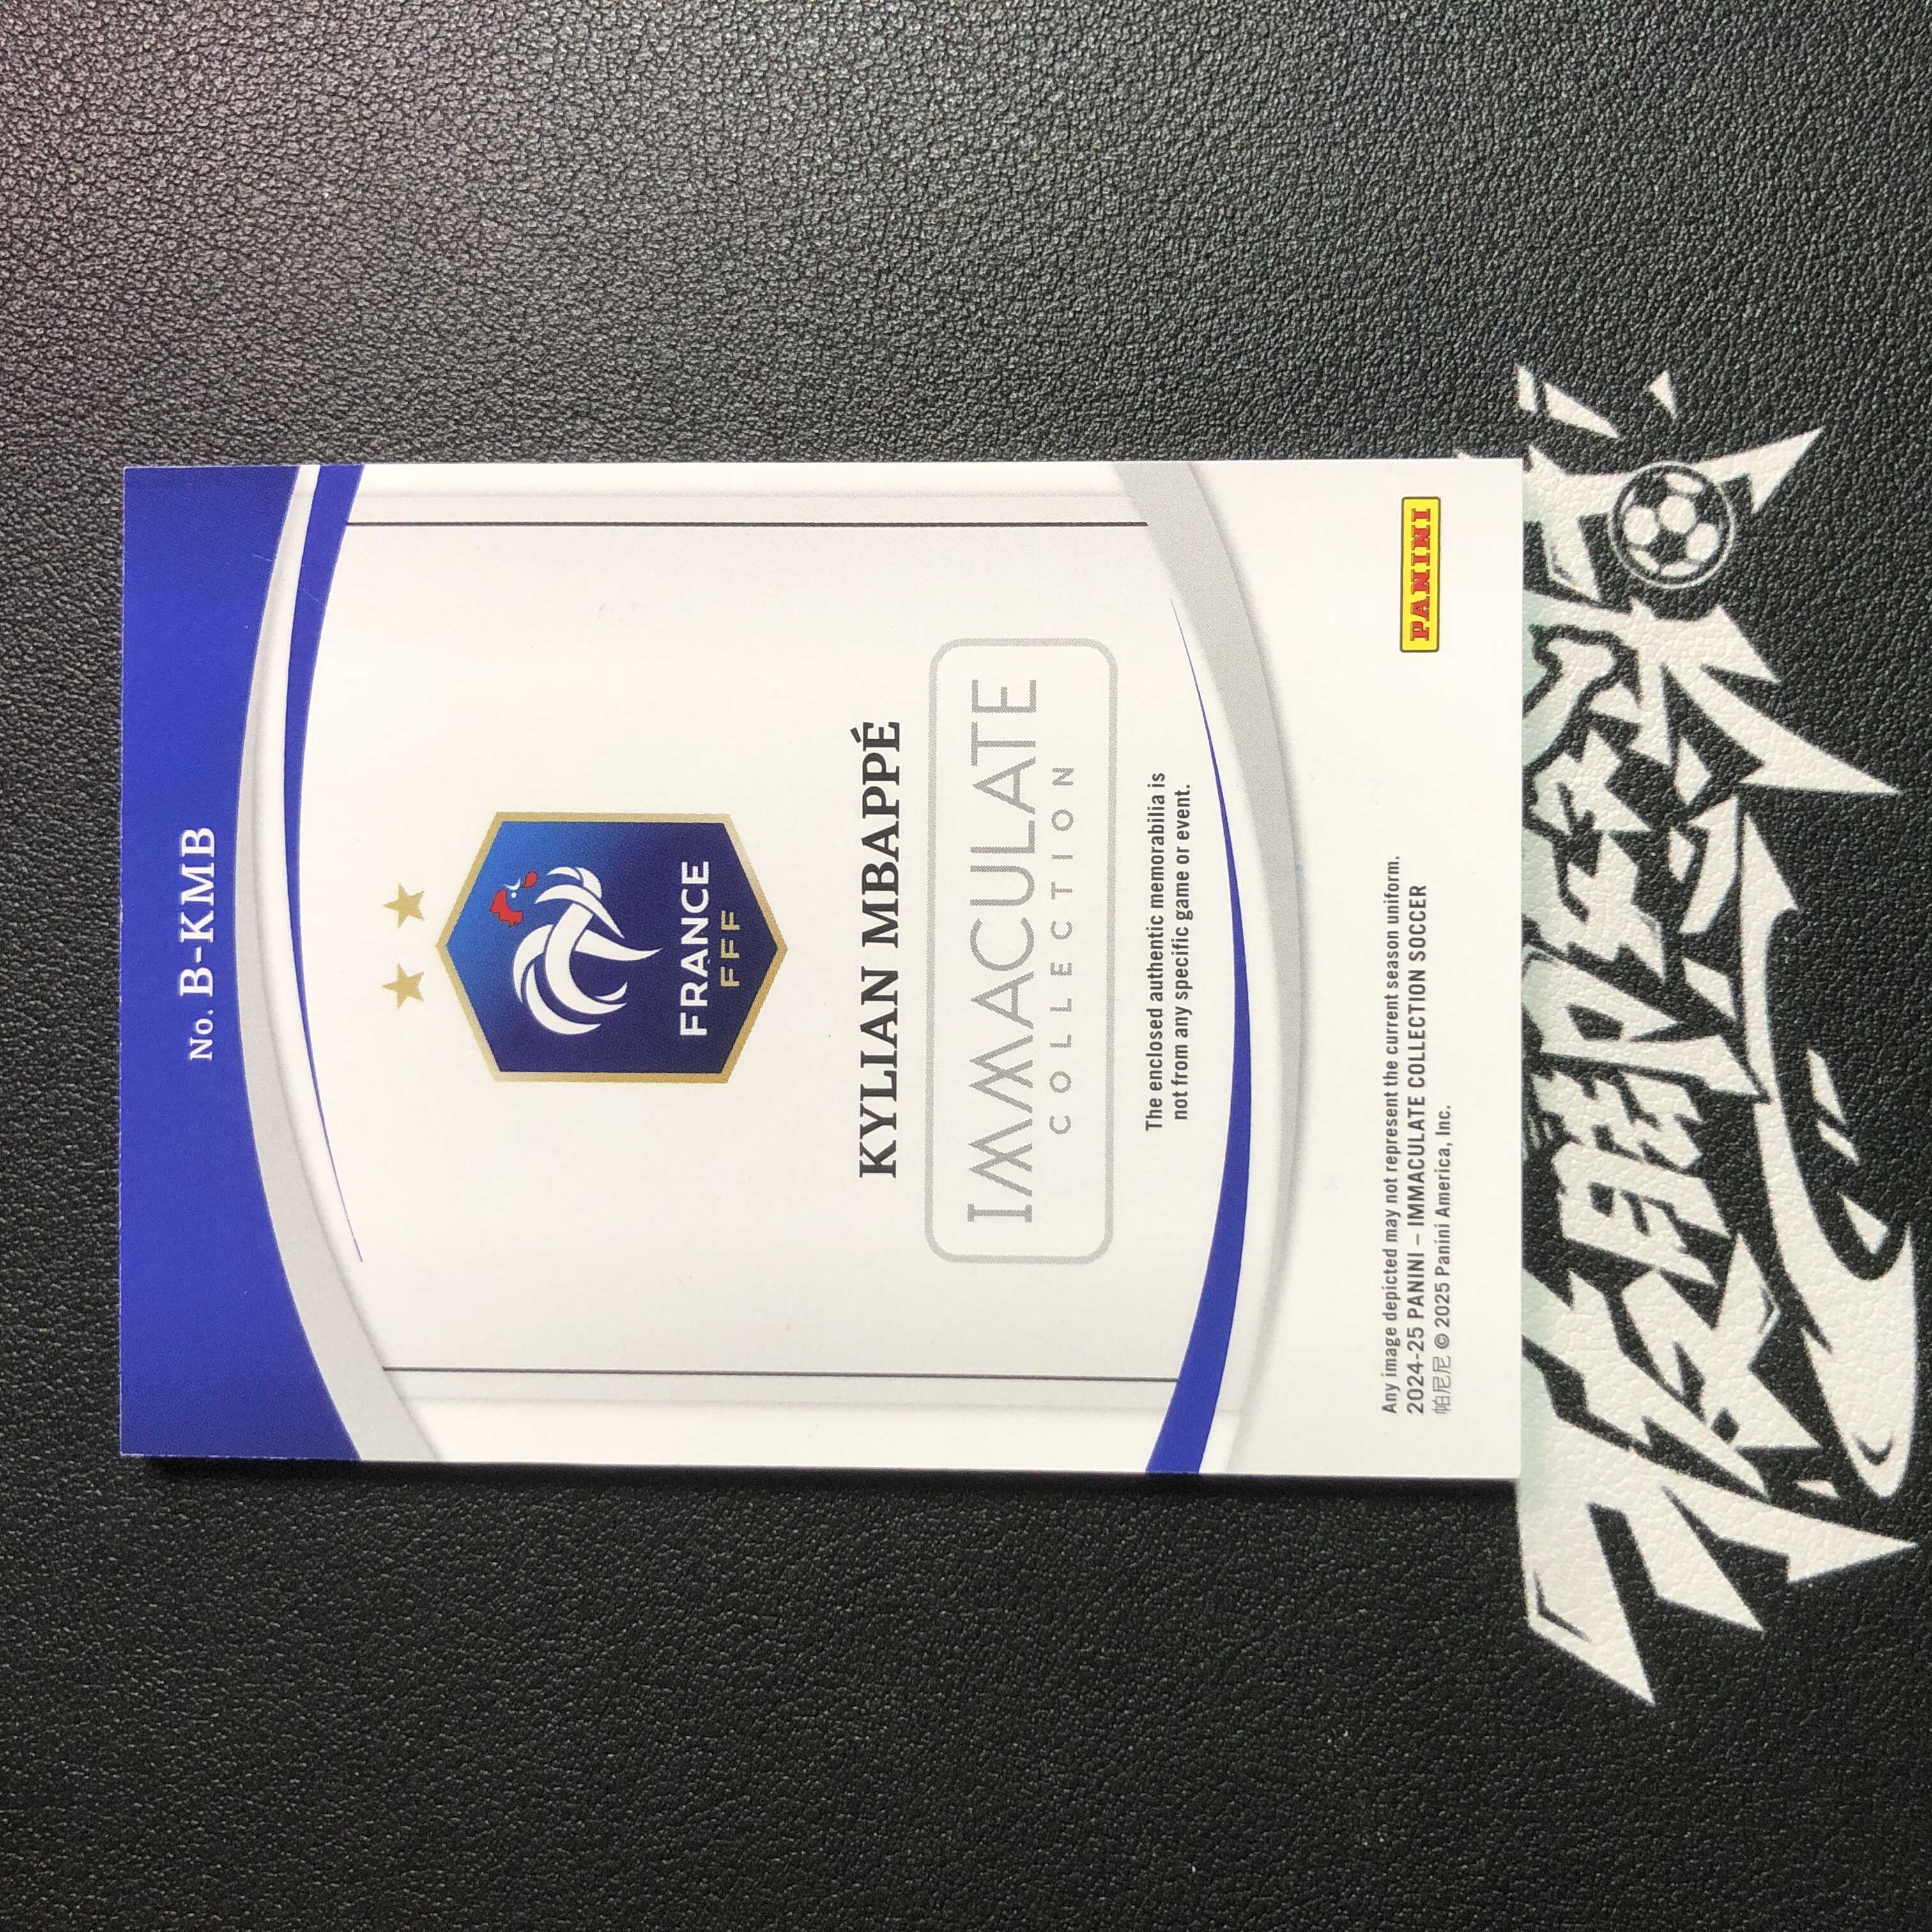 No. B-KMB
FRANCE
FFF
KYLIAN MBAPPÉ
IMMACULATE
COLLECTION
The enclosed authentic memorabilia is
not from any specific game or event.
Any image depicted may not represent the current season uniform.
2024-25 PANINI – IMMACULATE COLLECTION SOCCER
帕尼尼 © 2025 Panini America, Inc.
PANINI